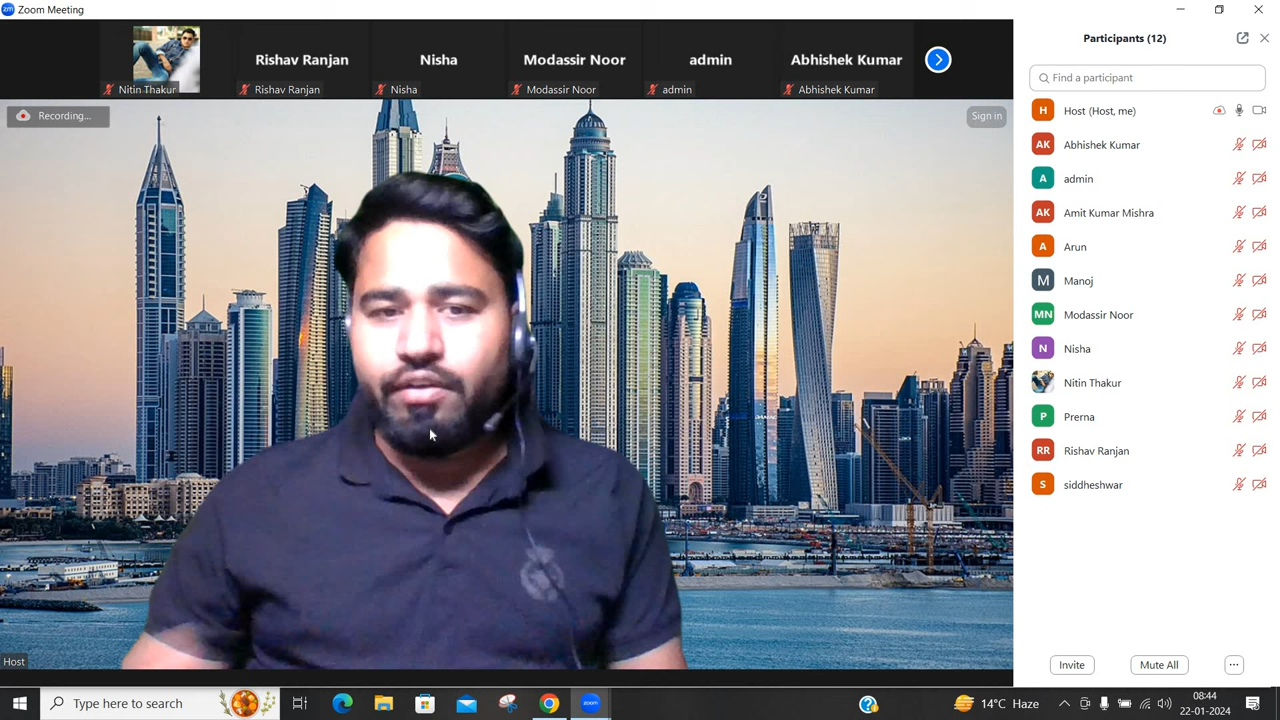 Zoom Meeting
Nitin Thakur
Rishav Ranjan
Rishav Ranjan
Nisha
Nisha
Modassir Noor
Modassir Noor
admin
admin
Abhishek Kumar
Abhishek Kumar
Recording...
Sign in
Host
Participants (12)
Find a participant
H Host (Host, me)
AK Abhishek Kumar
A admin
AK Amit Kumar Mishra
A Arun
M Manoj
MN Modassir Noor
N Nisha
Nitin Thakur
P Prerna
RR Rishav Ranjan
S siddheshwar
Invite
Mute All
Type here to search
zoom
14°C Haze
08:44
22-01-2024